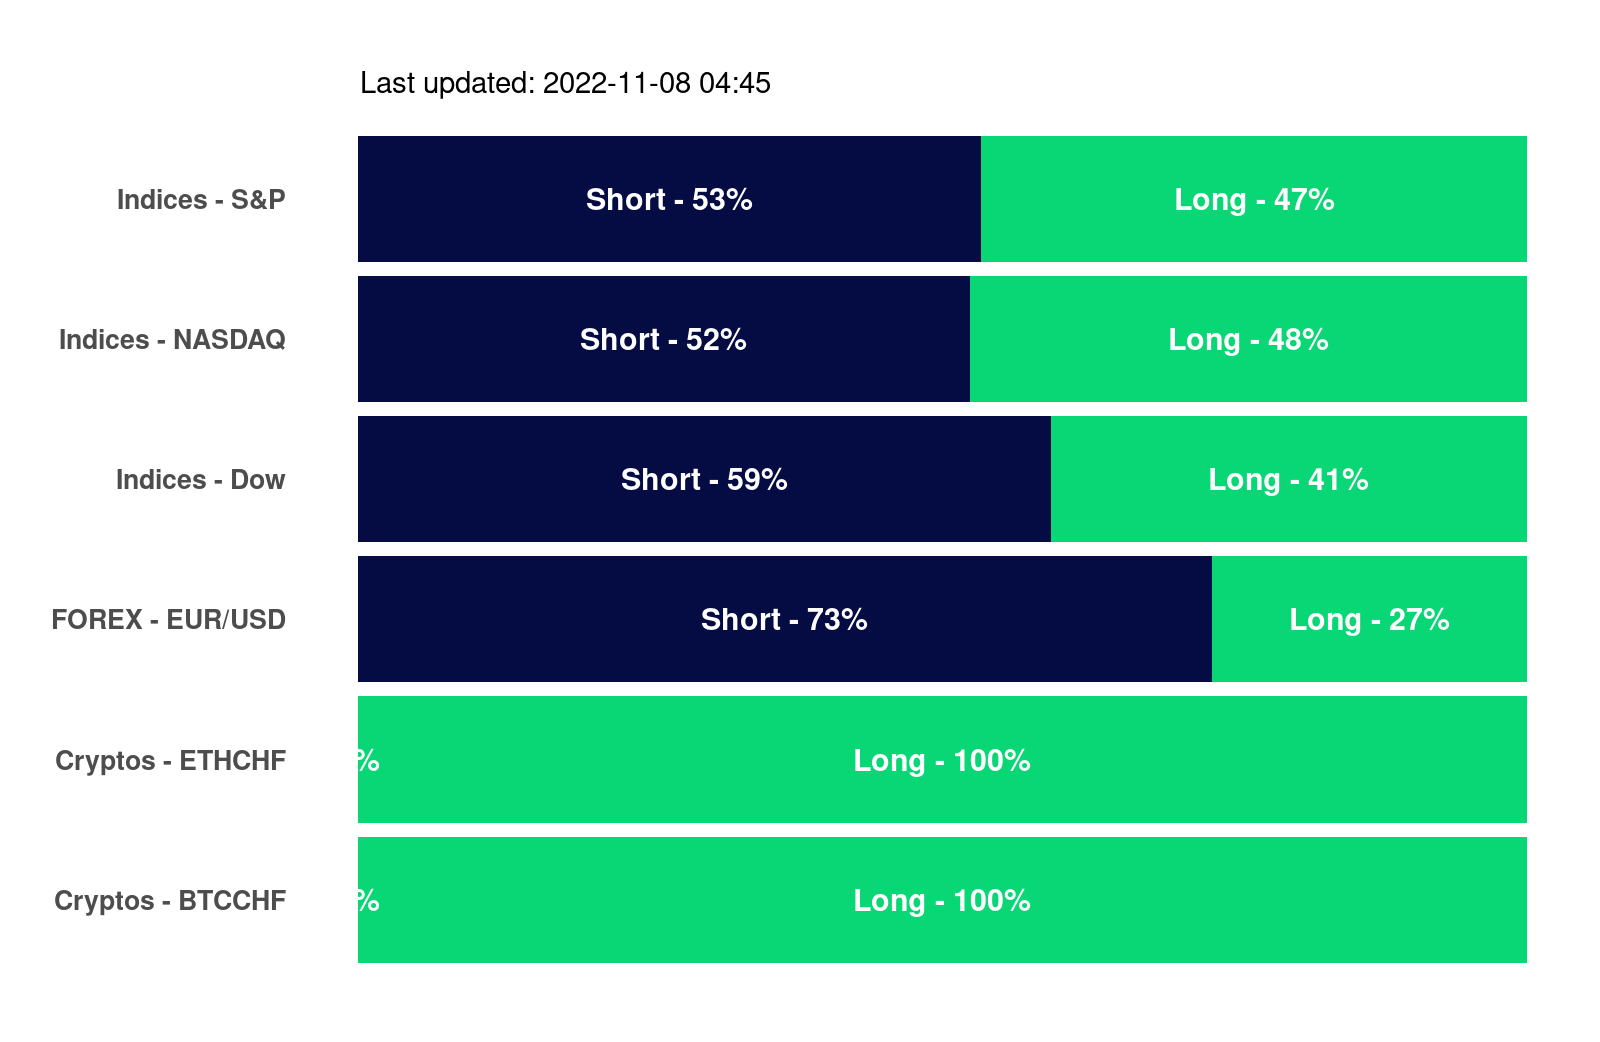 Last updated: 2022-11-08 04:45
Indices - S&P Short - 53% Long - 47%
Indices - NASDAQ Short - 52% Long - 48%
Indices - Dow Short - 59% Long - 41%
FOREX - EUR/USD Short - 73% Long - 27%
Cryptos - ETHCHF % Long - 100%
Cryptos - BTCCHF % Long - 100%